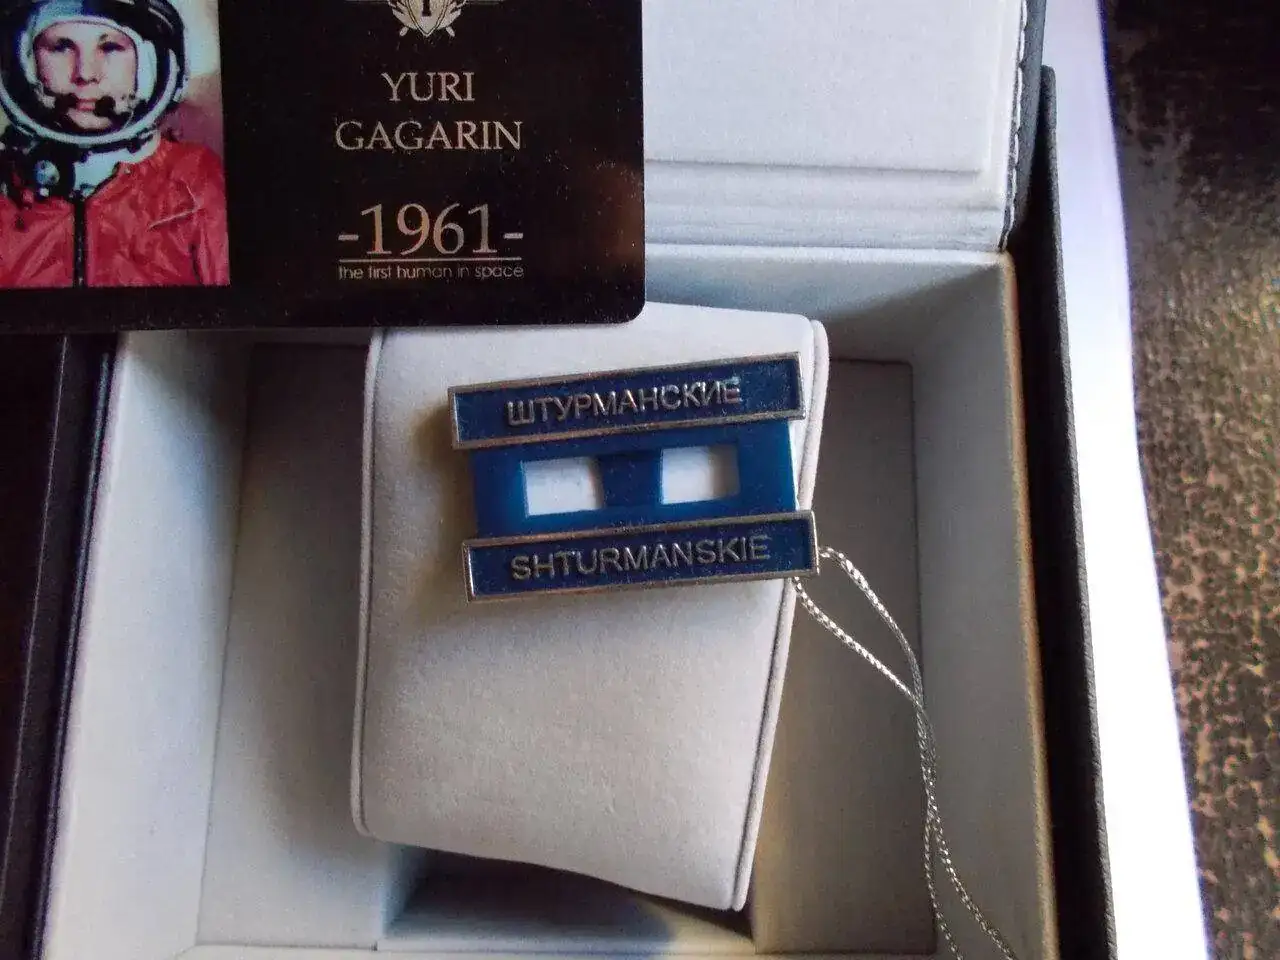 YURI
GAGARIN
-1961-
the first human in space
ШТУРМАНСКИЕ
SHTURMANSKIE